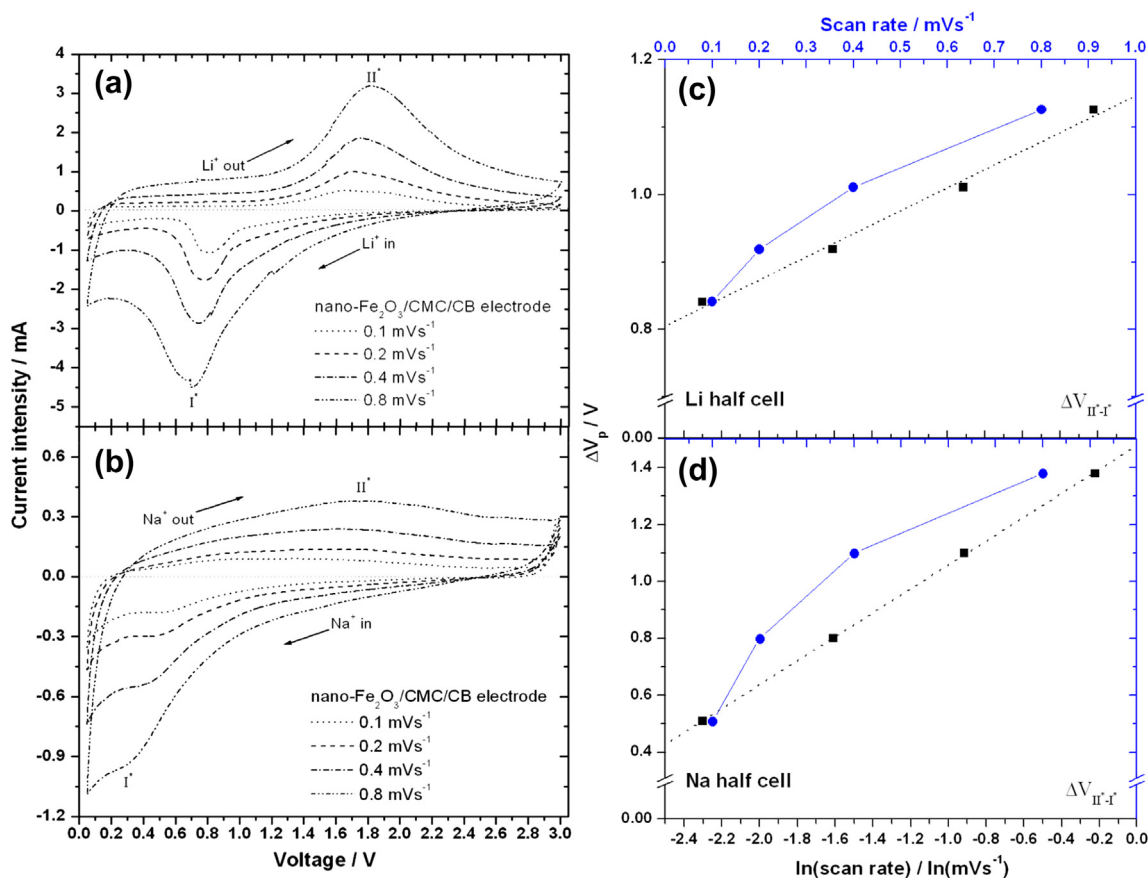 (a)
II*
Li⁺ out
Li⁺ in
nano-Fe₂O₃/CMC/CB electrode
0.1 mVs⁻¹
0.2 mVs⁻¹
0.4 mVs⁻¹
0.8 mVs⁻¹
I*
4
3
2
1
0
-1
-2
-3
-4
-5
Current intensity / mA
(b)
II*
Na⁺ out
Na⁺ in
nano-Fe₂O₃/CMC/CB electrode
0.1 mVs⁻¹
0.2 mVs⁻¹
0.4 mVs⁻¹
0.8 mVs⁻¹
I*
0.6
0.3
0.0
-0.3
-0.6
-0.9
-1.2
0.0 0.2 0.4 0.6 0.8 1.0 1.2 1.4 1.6 1.8 2.0 2.2 2.4 2.6 2.8 3.0
Voltage / V
Scan rate / mVs⁻¹
0.0 0.1 0.2 0.3 0.4 0.5 0.6 0.7 0.8 0.9 1.0
(c)
1.2
1.0
0.8
0.00
Li half cell
ΔV_II*-I*
ΔVₚ / V
(d)
1.4
1.2
1.0
0.8
0.6
0.4
0.00
Na half cell
ΔV_II*-I*
-2.4 -2.2 -2.0 -1.8 -1.6 -1.4 -1.2 -1.0 -0.8 -0.6 -0.4 -0.2 0.0
ln(scan rate) / ln(mVs⁻¹)